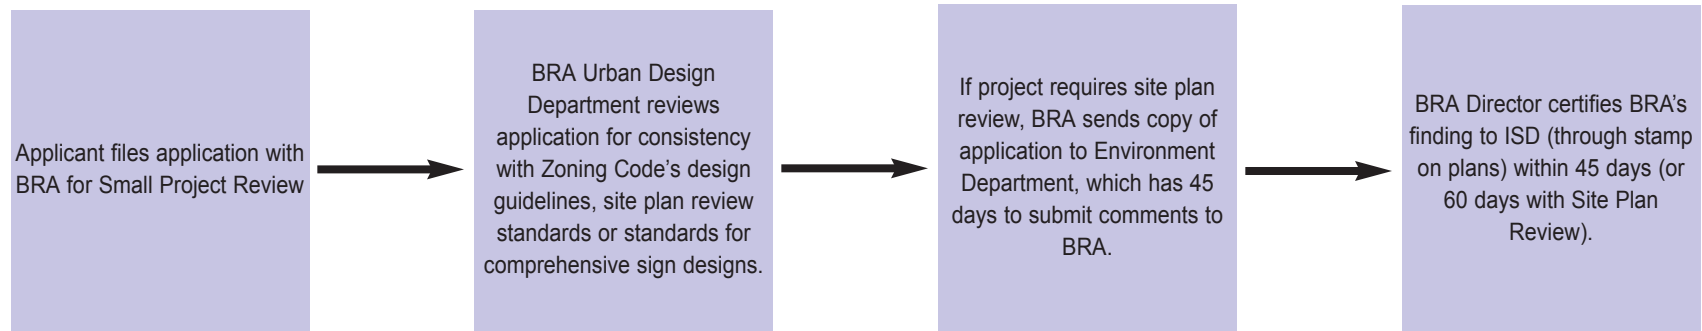 Applicant files application with
BRA for Small Project Review
BRA Urban Design
Department reviews
application for consistency
with Zoning Code’s design
guidelines, site plan review
standards or standards for
comprehensive sign designs.
If project requires site plan
review, BRA sends copy of
application to Environment
Department, which has 45
days to submit comments to
BRA.
BRA Director certifies BRA’s
finding to ISD (through stamp
on plans) within 45 days (or
60 days with Site Plan
Review).